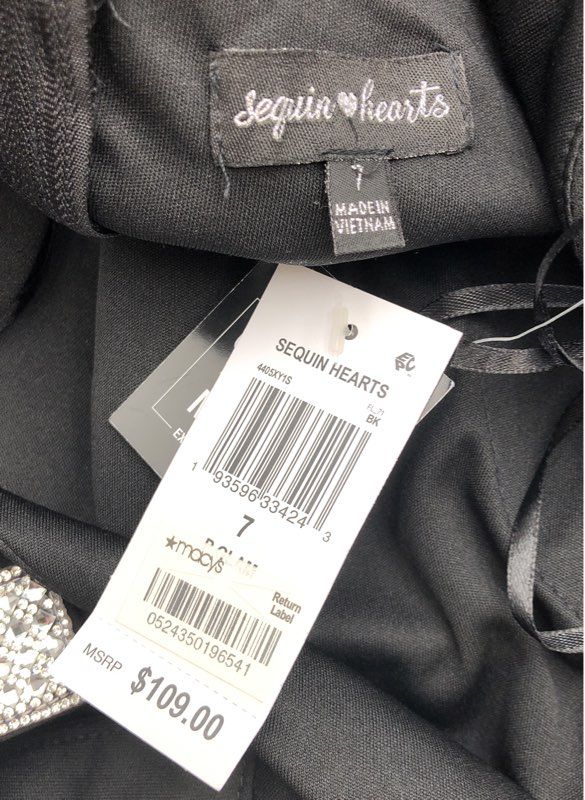 sequin hearts
7
MADE IN
VIETNAM
SEQUIN HEARTS
4405XY1S
BK
1 93596 33424 3
7
macys
Return
Label
0524350196541
MSRP
$109.00